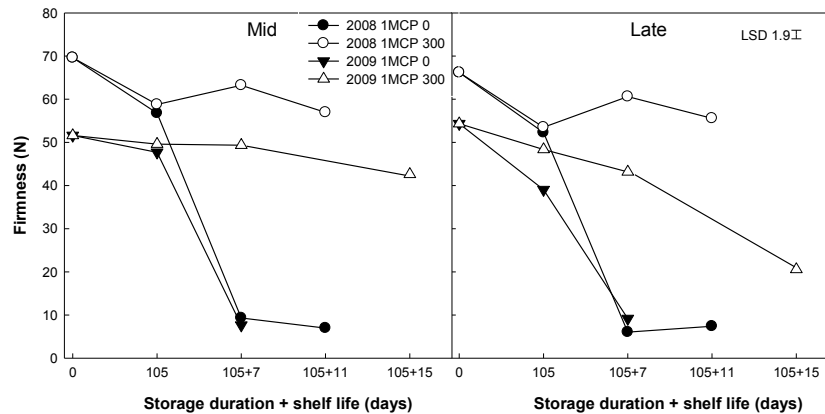 Mid
2008 1MCP 0
2008 1MCP 300
2009 1MCP 0
2009 1MCP 300
Late
LSD 1.9
Firmness (N)
80
70
60
50
40
30
20
10
0
0 105 105+7 105+11 105+15
0 105 105+7 105+11 105+15
Storage duration + shelf life (days)
Storage duration + shelf life (days)